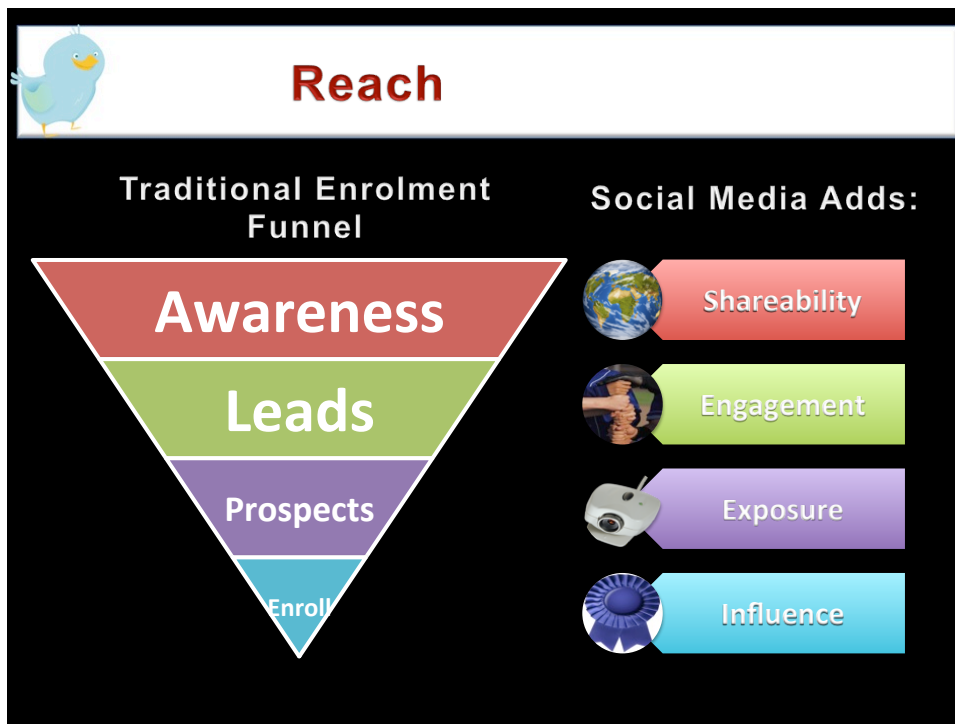 Reach
Traditional Enrolment
Funnel
Awareness
Leads
Prospects
Enroll
Social Media Adds:
Shareability
Engagement
Exposure
Influence